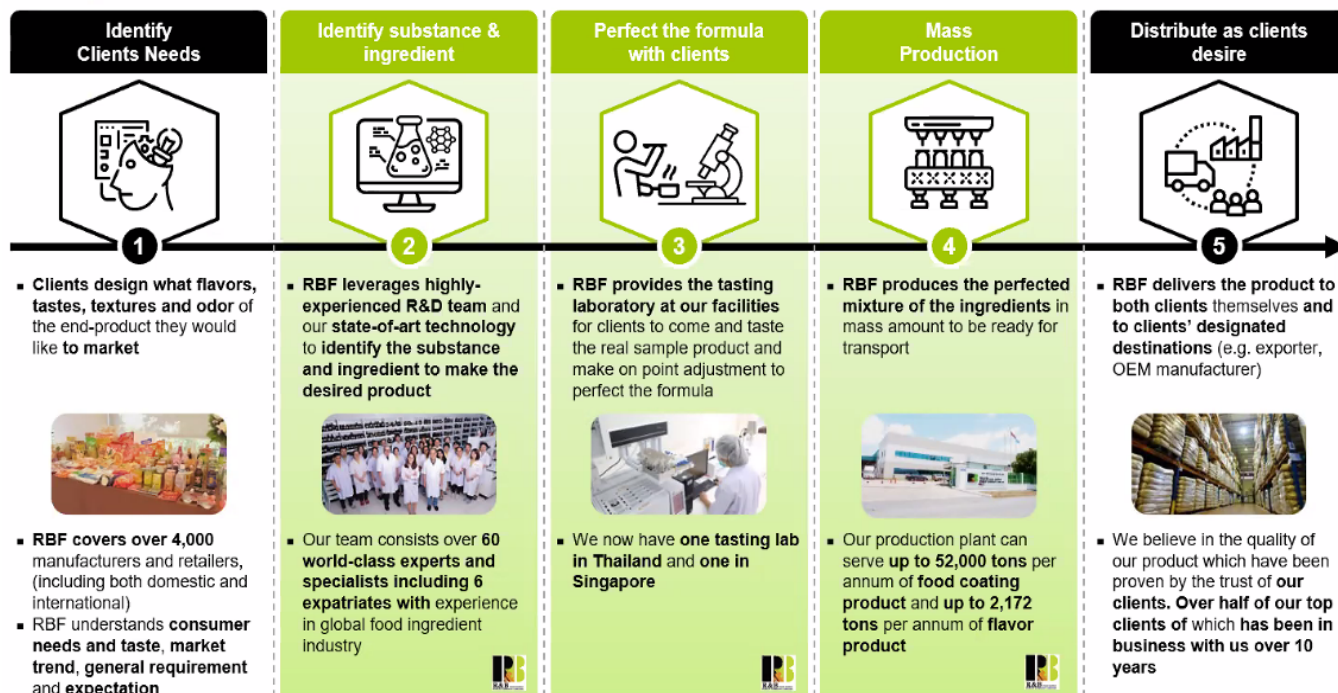 Identify
Clients Needs
Identify substance &
ingredient
Perfect the formula
with clients
Mass
Production
Distribute as clients
desire
1
2
3
4
5
▪ Clients design what flavors,
tastes, textures and odor of
the end-product they would
like to market
▪ RBF covers over 4,000
manufacturers and retailers,
(including both domestic and
international)
▪ RBF understands consumer
needs and taste, market
trend, general requirement
and expectation
▪ RBF leverages highly-
experienced R&D team and
our state-of-art technology
to identify the substance
and ingredient to make the
desired product
▪ Our team consists over 60
world-class experts and
specialists including 6
expatriates with experience
in global food ingredient
industry
▪ RBF provides the tasting
laboratory at our facilities
for clients to come and taste
the real sample product and
make on point adjustment to
perfect the formula
▪ We now have one tasting lab
in Thailand and one in
Singapore
▪ RBF produces the perfected
mixture of the ingredients in
mass amount to be ready for
transport
▪ Our production plant can
serve up to 52,000 tons per
annum of food coating
product and up to 2,172
tons per annum of flavor
product
▪ RBF delivers the product to
both clients themselves and
to clients' designated
destinations (e.g. exporter,
OEM manufacturer)
▪ We believe in the quality of
our product which have been
proven by the trust of our
clients. Over half of our top
clients of which has been in
business with us over 10
years